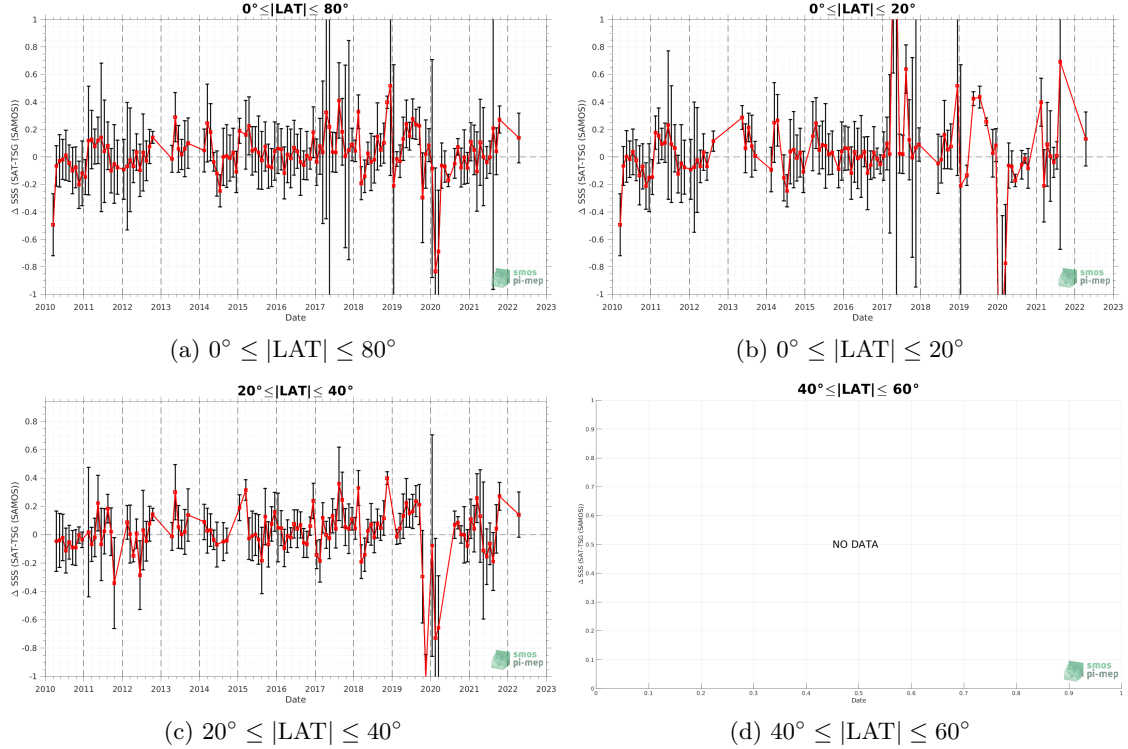 0°≤|LAT|≤ 80°
Δ SSS (SAT-TSG (SAMOS))
1
0.8
0.6
0.4
0.2
0
-0.2
-0.4
-0.6
-0.8
-1
2010 2011 2012 2013 2014 2015 2016 2017 2018 2019 2020 2021 2022 2023
Date
smos
pi-mep
(a) 0° ≤ |LAT| ≤ 80°
0°≤|LAT|≤ 20°
Δ SSS (SAT-TSG (SAMOS))
1
0.8
0.6
0.4
0.2
0
-0.2
-0.4
-0.6
-0.8
-1
2010 2011 2012 2013 2014 2015 2016 2017 2018 2019 2020 2021 2022 2023
Date
smos
pi-mep
(b) 0° ≤ |LAT| ≤ 20°
20°≤|LAT|≤ 40°
Δ SSS (SAT-TSG (SAMOS))
0.8
0.6
0.4
0.2
0
-0.2
-0.4
-0.6
-0.8
-1
2010 2011 2012 2013 2014 2015 2016 2017 2018 2019 2020 2021 2022 2023
Date
smos
pi-mep
(c) 20° ≤ |LAT| ≤ 40°
40°≤|LAT|≤ 60°
Δ SSS (SAT-TSG (SAMOS))
1
0.9
0.8
0.7
0.6
0.5
0.4
0.3
0.2
0.1
0
NO DATA
0 0.1 0.2 0.3 0.4 0.5 0.6 0.7 0.8 0.9 1
Date
smos
pi-mep
(d) 40° ≤ |LAT| ≤ 60°